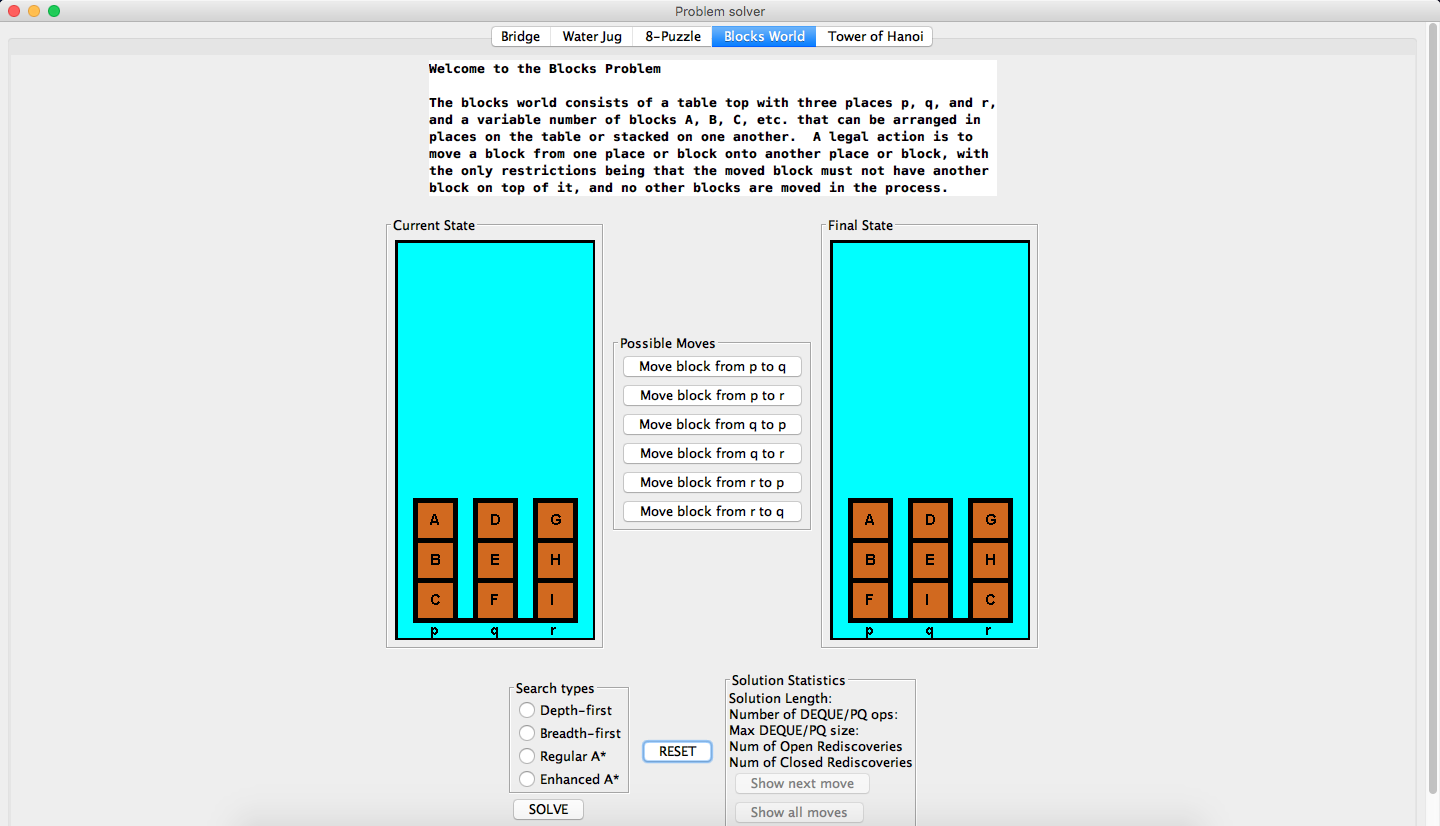 Problem solver
Bridge Water Jug 8-Puzzle Blocks World Tower of Hanoi
Welcome to the Blocks Problem
The blocks world consists of a table top with three places p, q, and r,
and a variable number of blocks A, B, C, etc. that can be arranged in
places on the table or stacked on one another.  A legal action is to
move a block from one place or block onto another place or block, with
the only restrictions being that the moved block must not have another
block on top of it, and no other blocks are moved in the process.
Current State
A D G
B E H
C F I
p q r
Possible Moves
Move block from p to q
Move block from p to r
Move block from q to p
Move block from q to r
Move block from r to p
Move block from r to q
Final State
A D G
B E H
F I C
p q r
Search types
Depth-first
Breadth-first
Regular A*
Enhanced A*
SOLVE
RESET
Solution Statistics
Solution Length:
Number of DEQUE/PQ ops:
Max DEQUE/PQ size:
Num of Open Rediscoveries
Num of Closed Rediscoveries
Show next move
Show all moves